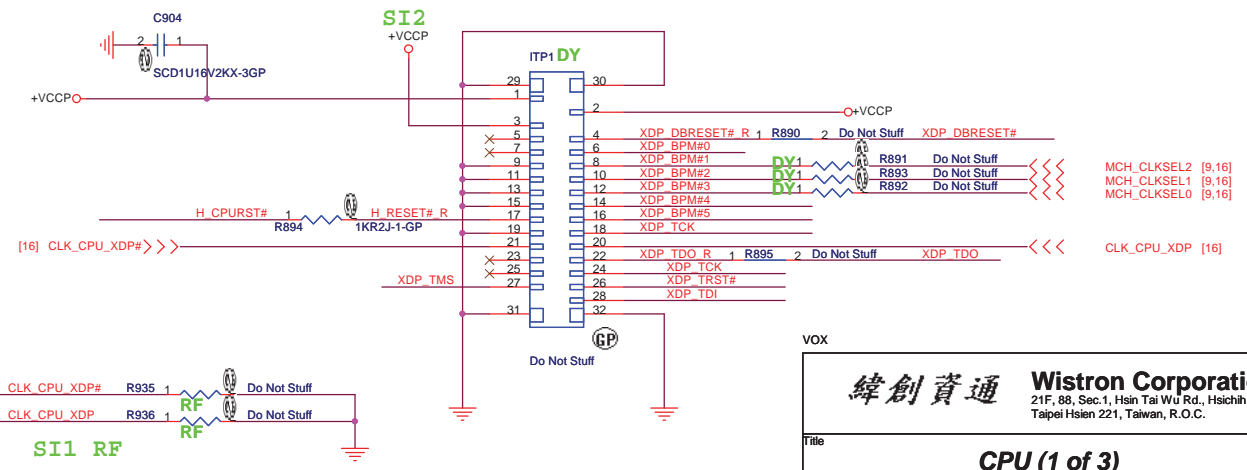 C904
2 1
SCD1U16V2KX-3GP
+VCCP
SI2
+VCCP
ITP1 DY
29 30
1
2 +VCCP
3
5 4 XDP_DBRESET#_R 1 R890 2 Do Not Stuff XDP_DBRESET#
7 6 XDP_BPM#0
9 8 XDP_BPM#1 DY 1 R891 Do Not Stuff MCH_CLKSEL2 [9,16]
11 10 XDP_BPM#2 DY 1 R893 Do Not Stuff MCH_CLKSEL1 [9,16]
13 12 XDP_BPM#3 DY 1 R892 Do Not Stuff MCH_CLKSEL0 [9,16]
15 14 XDP_BPM#4
H_CPURST# 1 R894 H_RESET#_R 1KR2J-1-GP 17 16 XDP_BPM#5
19 18 XDP_TCK
[16] CLK_CPU_XDP# 21 20 CLK_CPU_XDP [16]
23 22 XDP_TDO_R 1 R895 2 Do Not Stuff XDP_TDO
25 24 XDP_TCK
XDP_TMS 27 26 XDP_TRST#
28 XDP_TDI
31 32
GP
Do Not Stuff
CLK_CPU_XDP# R935 1 RF Do Not Stuff
CLK_CPU_XDP R936 1 RF Do Not Stuff
SI1 RF
VOX
緯創資通 Wistron Corporati
21F, 88, Sec.1, Hsin Tai Wu Rd., Hsichih
Taipei Hsien 221, Taiwan, R.O.C.
Title
CPU (1 of 3)